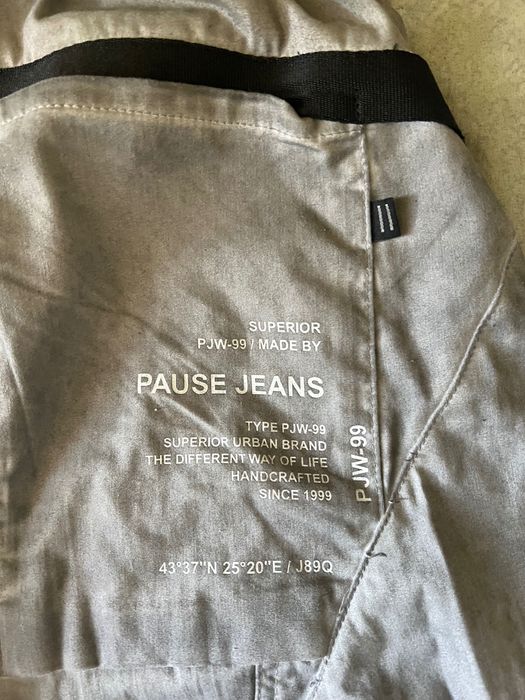 SUPERIOR
PJW-99 / MADE BY
PAUSE JEANS
TYPE PJW-99
SUPERIOR URBAN BRAND
THE DIFFERENT WAY OF LIFE
HANDCRAFTED
SINCE 1999
PJW-99
43°37"N 25°20"E / J89Q